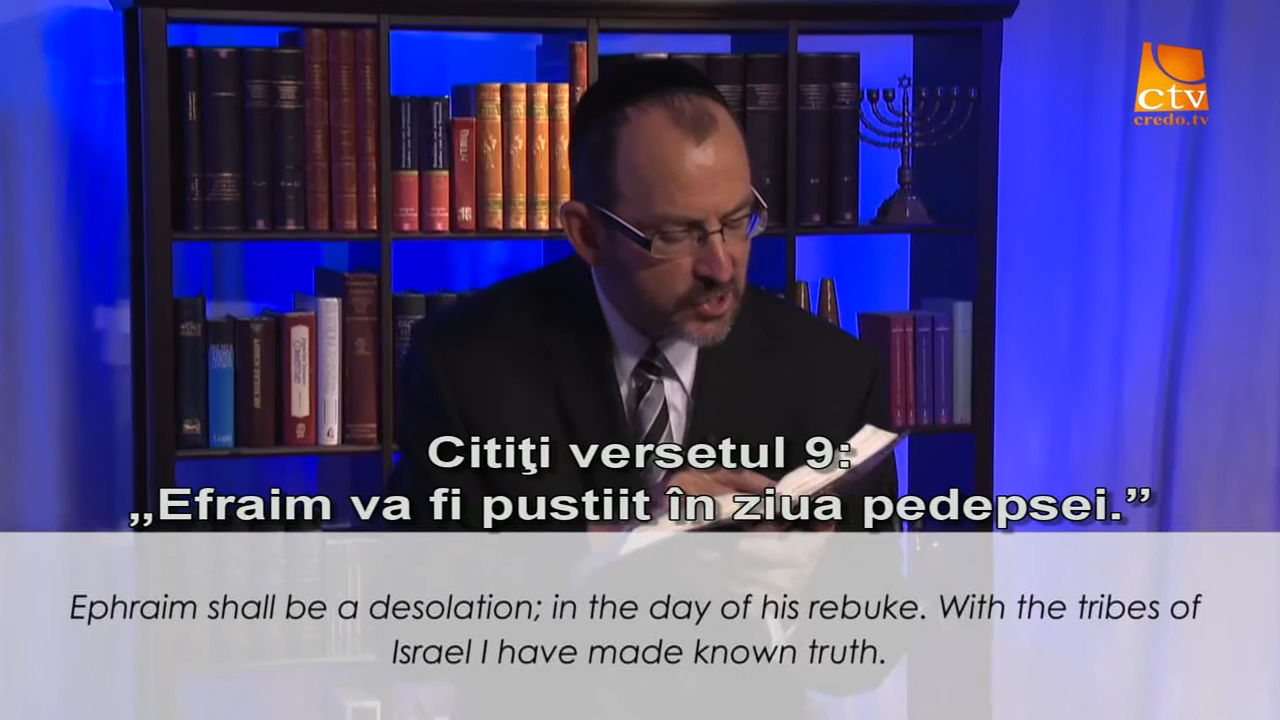 ctv
credo.tv
Citiţi versetul 9:
„Efraim va fi pustiit în ziua pedepsei.”
Ephraim shall be a desolation; in the day of his rebuke. With the tribes of
Israel I have made known truth.